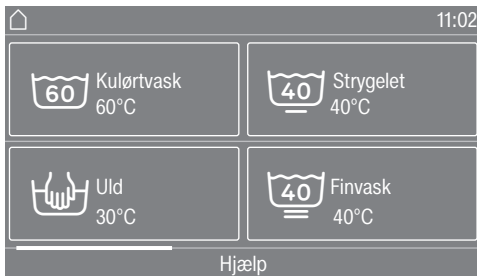 11:02
60 Kulørtvask
60°C
40 Strygelet
40°C
Uld
30°C
40 Finvask
40°C
Hjælp